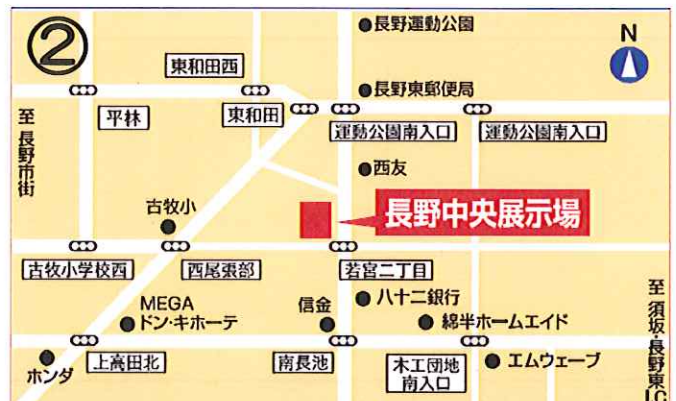 ②
長野運動公園
N
東和田西
長野東郵便局
平林
東和田
運動公園南入口
運動公園南入口
至 長野市街
西友
古牧小
長野中央展示場
古牧小学校西
西尾張部
若宮二丁目
MEGA
ドン・キホーテ
信金
八十二銀行
綿半ホームエイド
至 須坂・長野東IC
ホンダ
上高田北
南長池
木工団地
南入口
エムウェーブ